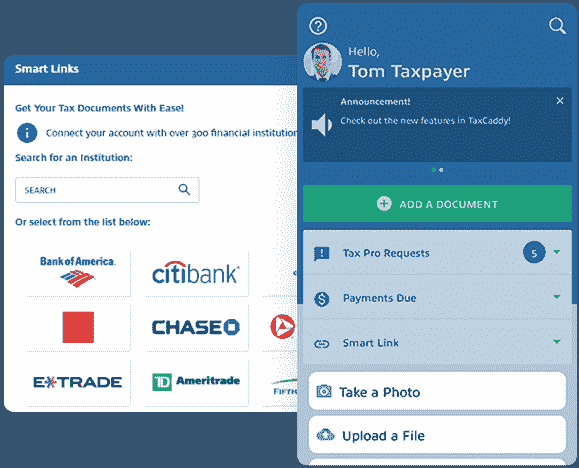 Smart Links
Get Your Tax Documents With Ease!
Connect your account with over 300 financial institution
Search for an Institution:
SEARCH
Or select from the list below:
Bank of America.
citibank
CHASE
E*TRADE
TD Ameritrade
FIFTH
Hello,
Tom Taxpayer
Announcement!
Check out the new features in TaxCaddy!
ADD A DOCUMENT
Tax Pro Requests
5
Payments Due
Smart Link
Take a Photo
Upload a File